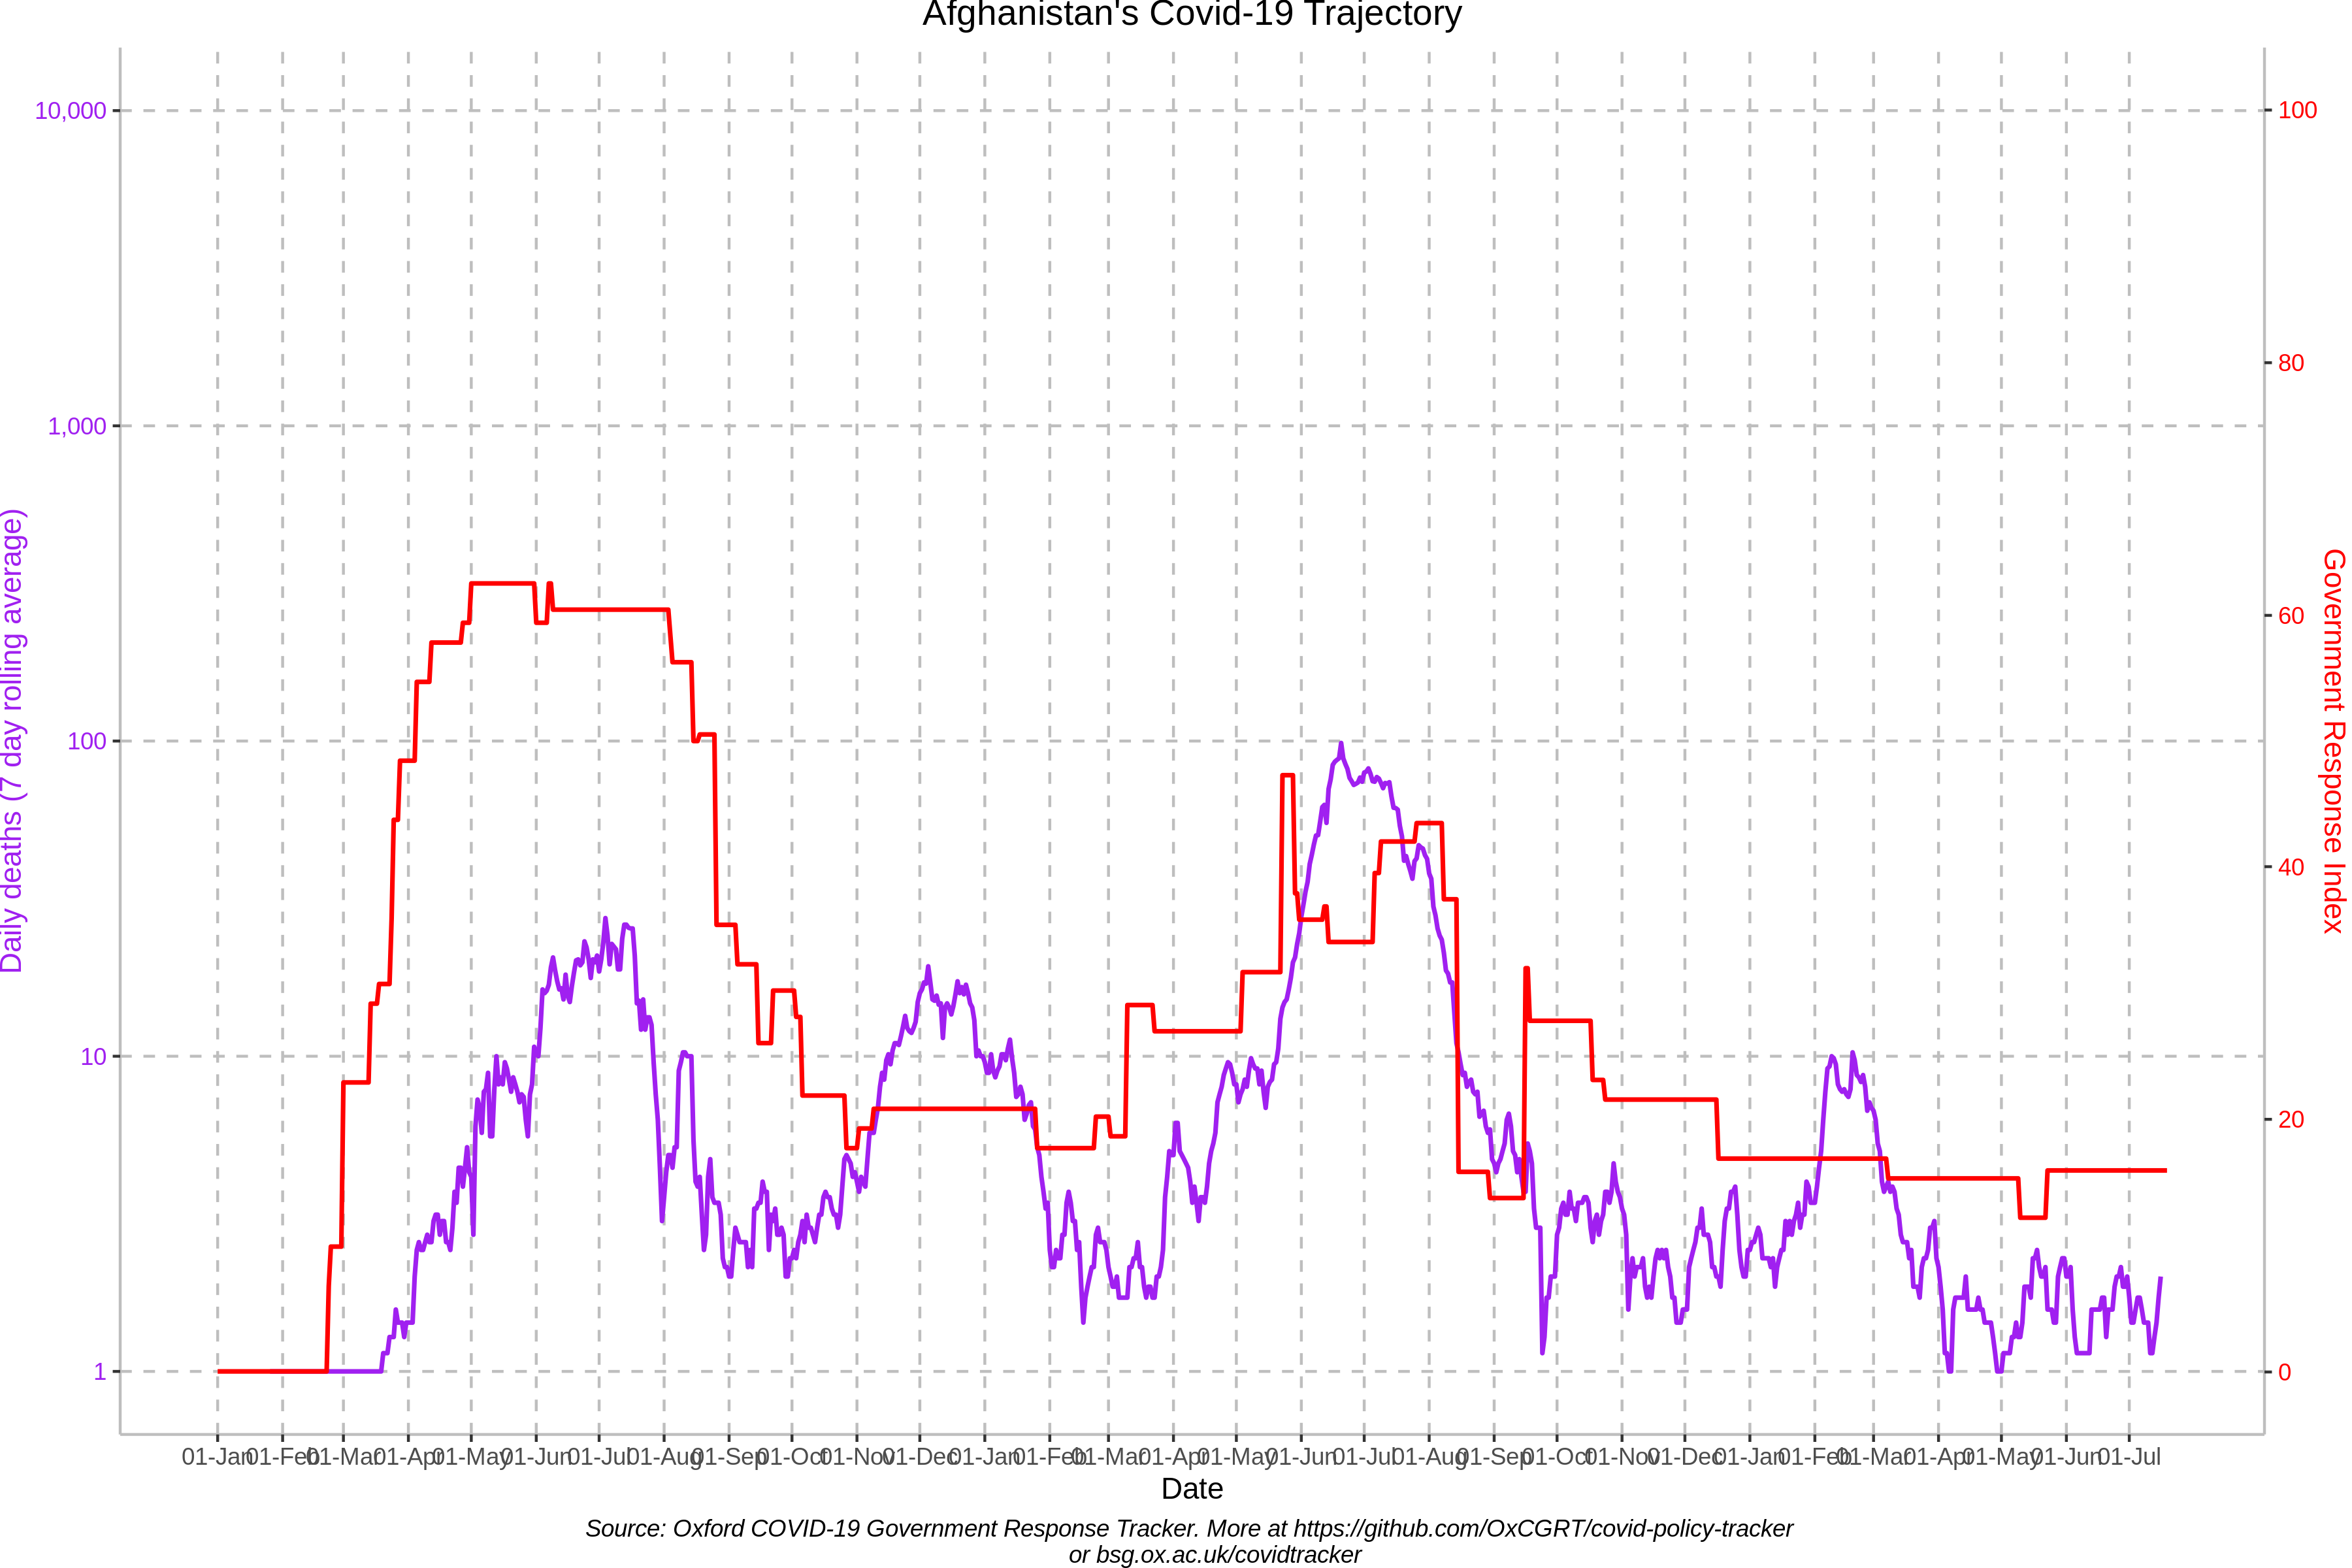 Afghanistan's Covid-19 Trajectory
Daily deaths (7 day rolling average)
10,000
1,000
100
10
1
Government Response Index
100
80
60
40
20
0
01-Jan 01-Feb 01-Mar 01-Apr 01-May 01-Jun 01-Jul 01-Aug 01-Sep 01-Oct 01-Nov 01-Dec 01-Jan 01-Feb 01-Mar 01-Apr 01-May 01-Jun 01-Jul 01-Aug 01-Sep 01-Oct 01-Nov 01-Dec 01-Jan 01-Feb 01-Mar 01-Apr 01-May 01-Jun 01-Jul
Date
Source: Oxford COVID-19 Government Response Tracker. More at https://github.com/OxCGRT/covid-policy-tracker
or bsg.ox.ac.uk/covidtracker